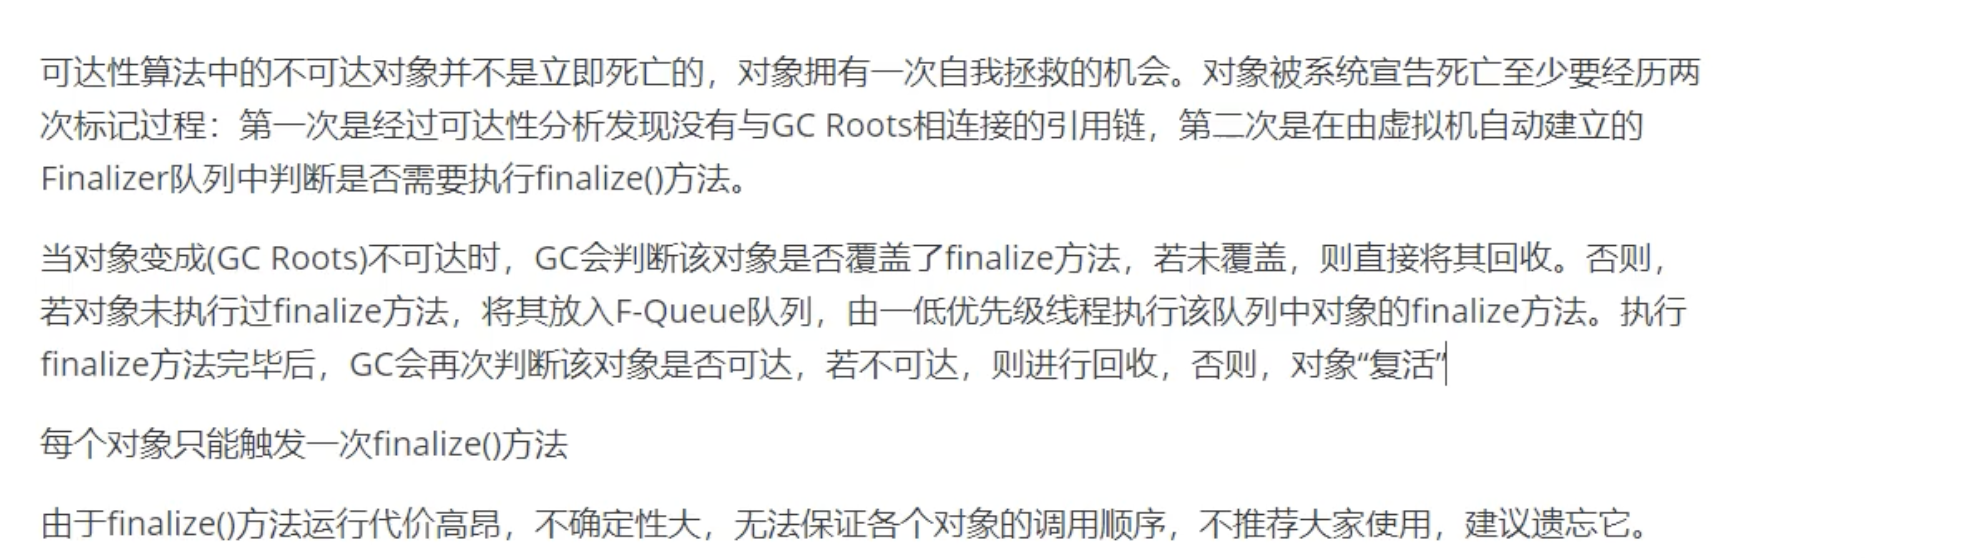 可达性算法中的不可达对象并不是立即死亡的，对象拥有一次自我拯救的机会。对象被系统宣告死亡至少要经历两
次标记过程：第一次是经过可达性分析发现没有与GC Roots相连接的引用链，第二次是在由虚拟机自动建立的
Finalizer队列中判断是否需要执行finalize()方法。
当对象变成(GC Roots)不可达时，GC会判断该对象是否覆盖了finalize方法，若未覆盖，则直接将其回收。否则，
若对象未执行过finalize方法，将其放入F-Queue队列，由一低优先级线程执行该队列中对象的finalize方法。执行
finalize方法完毕后，GC会再次判断该对象是否可达，若不可达，则进行回收，否则，对象“复活”
每个对象只能触发一次finalize()方法
由于finalize()方法运行代价高昂，不确定性大，无法保证各个对象的调用顺序，不推荐大家使用，建议遗忘它。